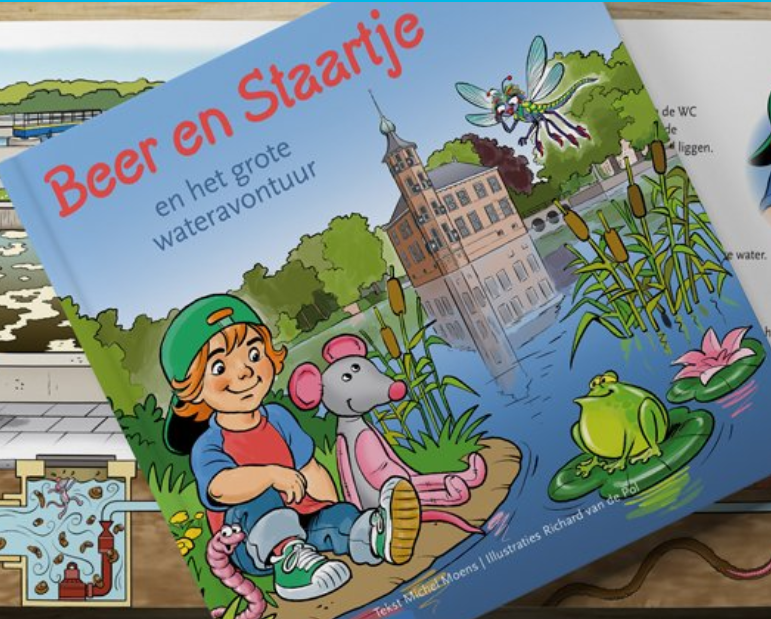 Beer en Staartje
en het grote
wateravontuur
de WC
de
liggen.
e water.
Tekst Michel Moens | Illustraties Richard van de Pol